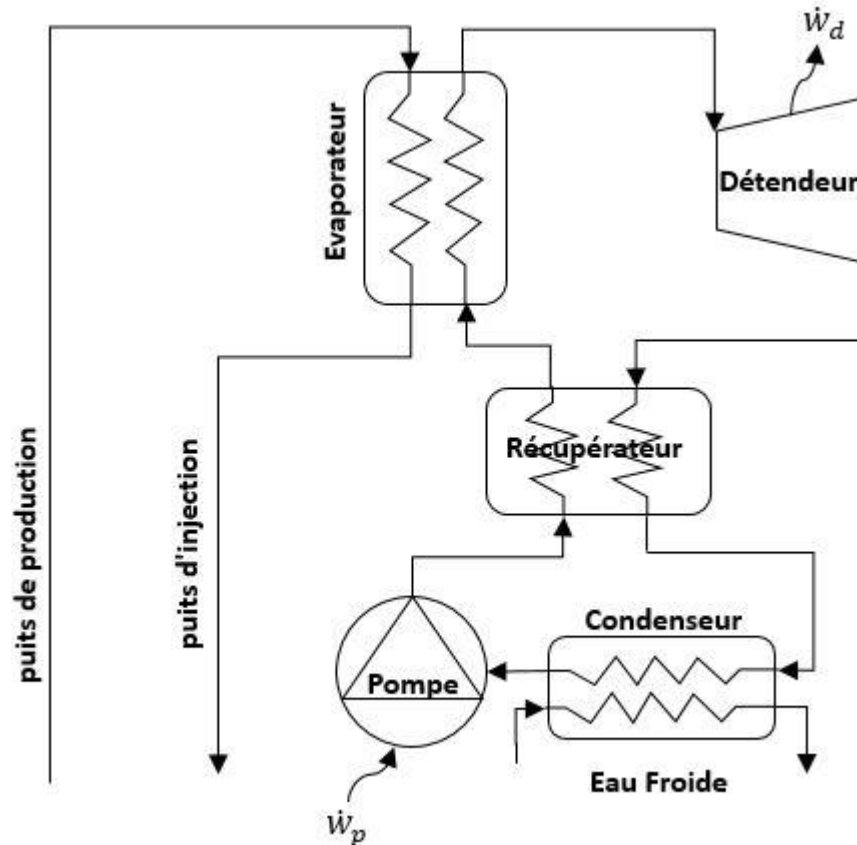 Ẇd
Evaporateur
Détendeur
puits de production
puits d'injection
Récupérateur
Condenseur
Pompe
Eau Froide
Ẇp